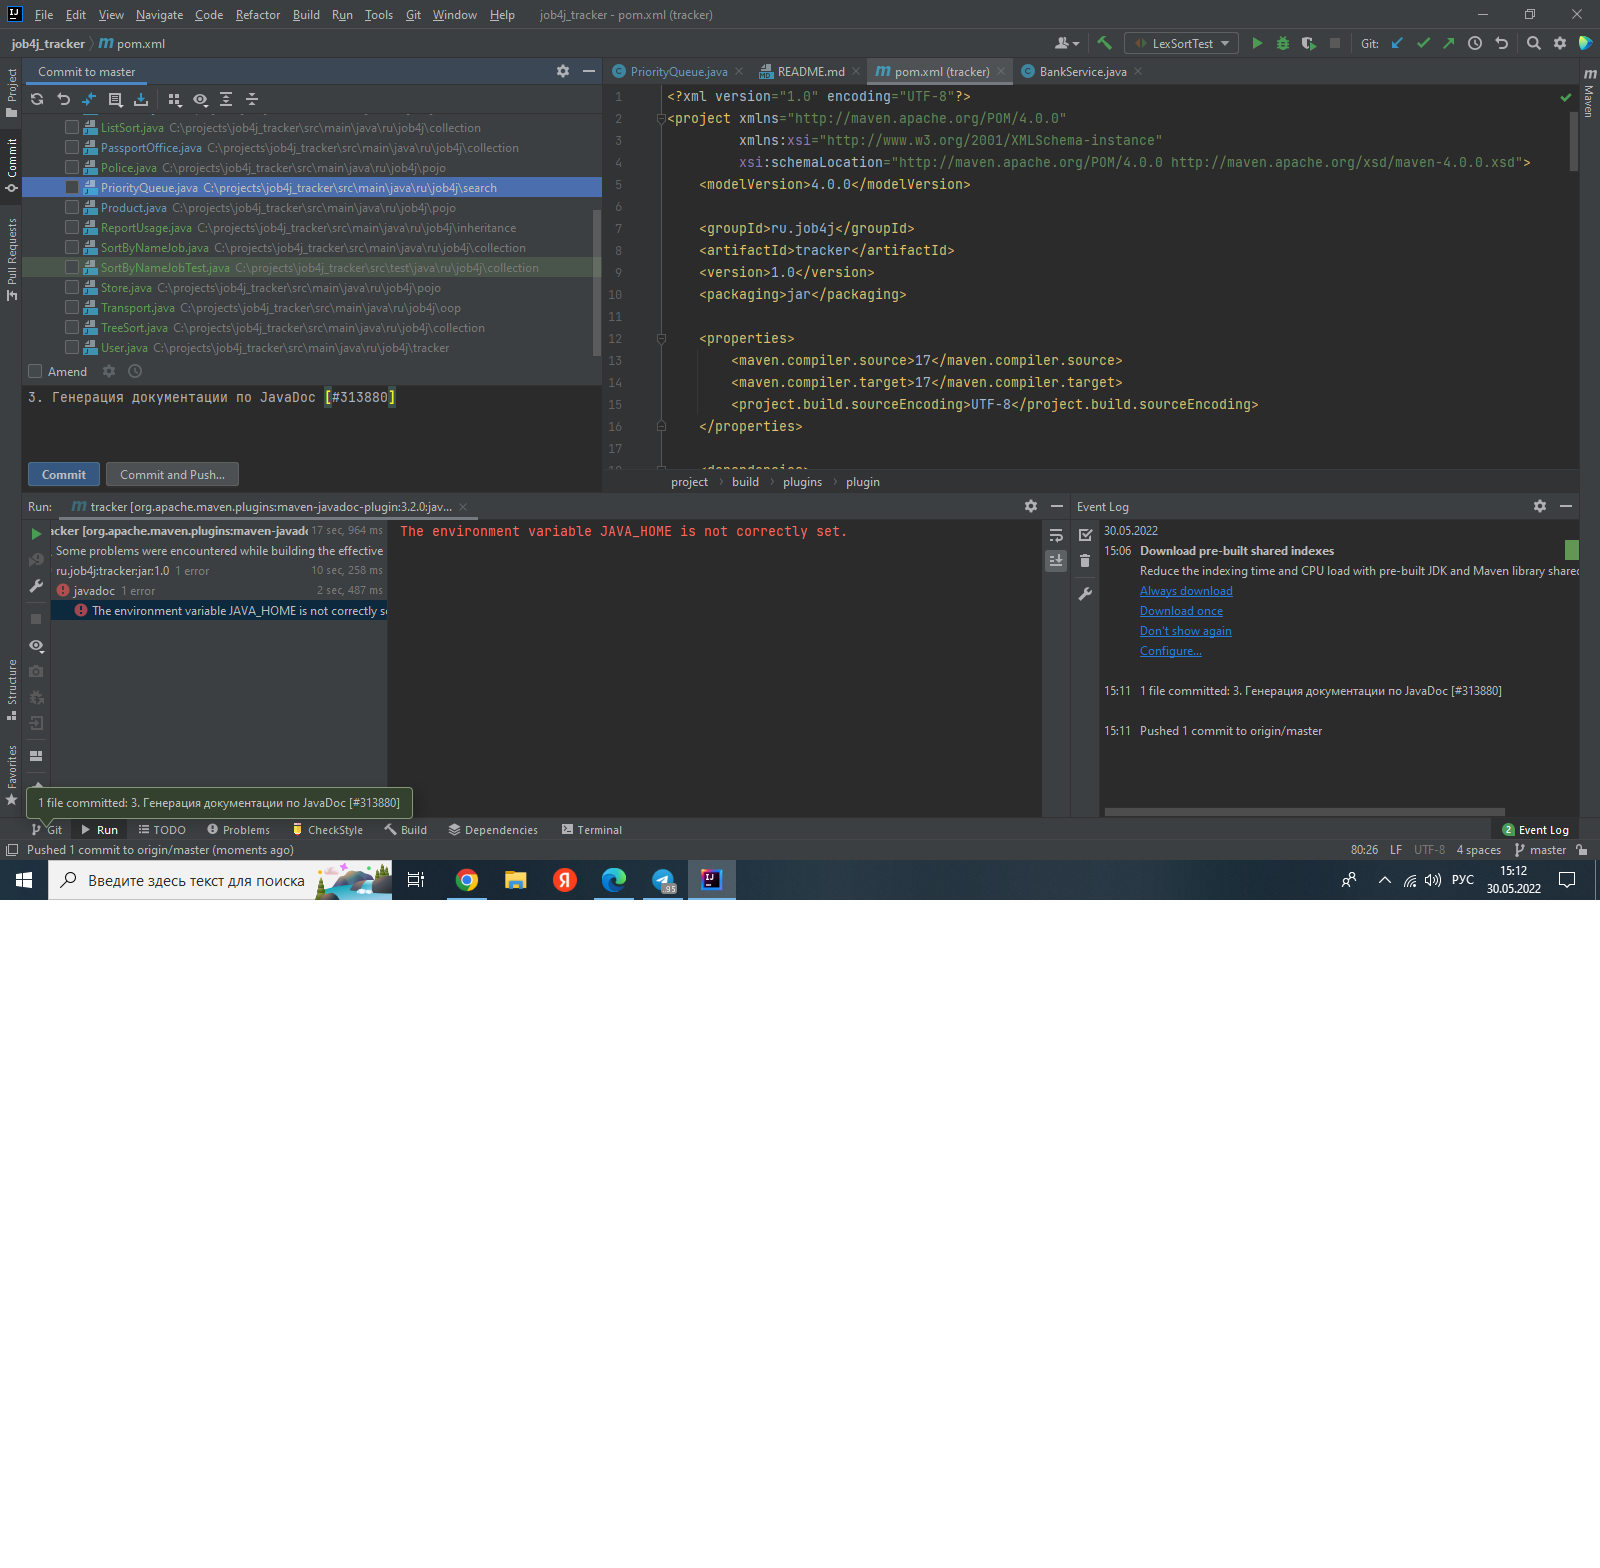 File Edit View Navigate Code Refactor Build Run Tools Git Window Help job4j_tracker - pom.xml (tracker)
job4j_tracker pom.xml LexSortTest Git:
Commit to master
PriorityQueue.java README.md pom.xml (tracker) BankService.java
Project
Commit
Pull Requests
Structure
Favorites
Maven
ListSort.java C:\projects\job4j_tracker\src\main\java\ru\job4j\collection
PassportOffice.java C:\projects\job4j_tracker\src\main\java\ru\job4j\collection
Police.java C:\projects\job4j_tracker\src\main\java\ru\job4j\pojo
PriorityQueue.java C:\projects\job4j_tracker\src\main\java\ru\job4j\search
Product.java C:\projects\job4j_tracker\src\main\java\ru\job4j\pojo
ReportUsage.java C:\projects\job4j_tracker\src\main\java\ru\job4j\inheritance
SortByNameJob.java C:\projects\job4j_tracker\src\main\java\ru\job4j\collection
SortByNameJobTest.java C:\projects\job4j_tracker\src\test\java\ru\job4j\collection
Store.java C:\projects\job4j_tracker\src\main\java\ru\job4j\pojo
Transport.java C:\projects\job4j_tracker\src\main\java\ru\job4j\oop
TreeSort.java C:\projects\job4j_tracker\src\main\java\ru\job4j\collection
User.java C:\projects\job4j_tracker\src\main\java\ru\job4j\tracker
Amend
3. Генерация документации по JavaDoc [#313880]
Commit Commit and Push...
1 <?xml version="1.0" encoding="UTF-8"?>
2 <project xmlns="http://maven.apache.org/POM/4.0.0"
3 xmlns:xsi="http://www.w3.org/2001/XMLSchema-instance"
4 xsi:schemaLocation="http://maven.apache.org/POM/4.0.0 http://maven.apache.org/xsd/maven-4.0.0.xsd">
5 <modelVersion>4.0.0</modelVersion>
6
7 <groupId>ru.job4j</groupId>
8 <artifactId>tracker</artifactId>
9 <version>1.0</version>
10 <packaging>jar</packaging>
11
12 <properties>
13 <maven.compiler.source>17</maven.compiler.source>
14 <maven.compiler.target>17</maven.compiler.target>
15 <project.build.sourceEncoding>UTF-8</project.build.sourceEncoding>
16 </properties>
17
18 <dependencies>
project build plugins plugin
Run: tracker [org.apache.maven.plugins:maven-javadoc-plugin:3.2.0:jav...
acker [org.apache.maven.plugins:maven-javado 17 sec, 964 ms
Some problems were encountered while building the effective
ru.job4j:tracker:jar:1.0 1 error 10 sec, 258 ms
javadoc 1 error 2 sec, 487 ms
The environment variable JAVA_HOME is not correctly se
The environment variable JAVA_HOME is not correctly set.
Event Log
30.05.2022
15:06 Download pre-built shared indexes
Reduce the indexing time and CPU load with pre-built JDK and Maven library shared
Always download
Download once
Don't show again
Configure...
15:11 1 file committed: 3. Генерация документации по JavaDoc [#313880]
15:11 Pushed 1 commit to origin/master
1 file committed: 3. Генерация документации по JavaDoc [#313880]
Git Run TODO Problems CheckStyle Build Dependencies Terminal 2 Event Log
Pushed 1 commit to origin/master (moments ago) 80:26 LF UTF-8 4 spaces master
Введите здесь текст для поиска
95
РУС
15:12
30.05.2022